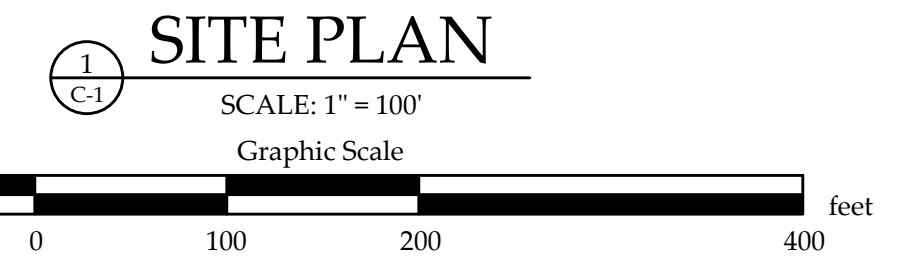 SITE PLAN
1
C-1
SCALE: 1" = 100'
Graphic Scale
feet
0 100 200 400